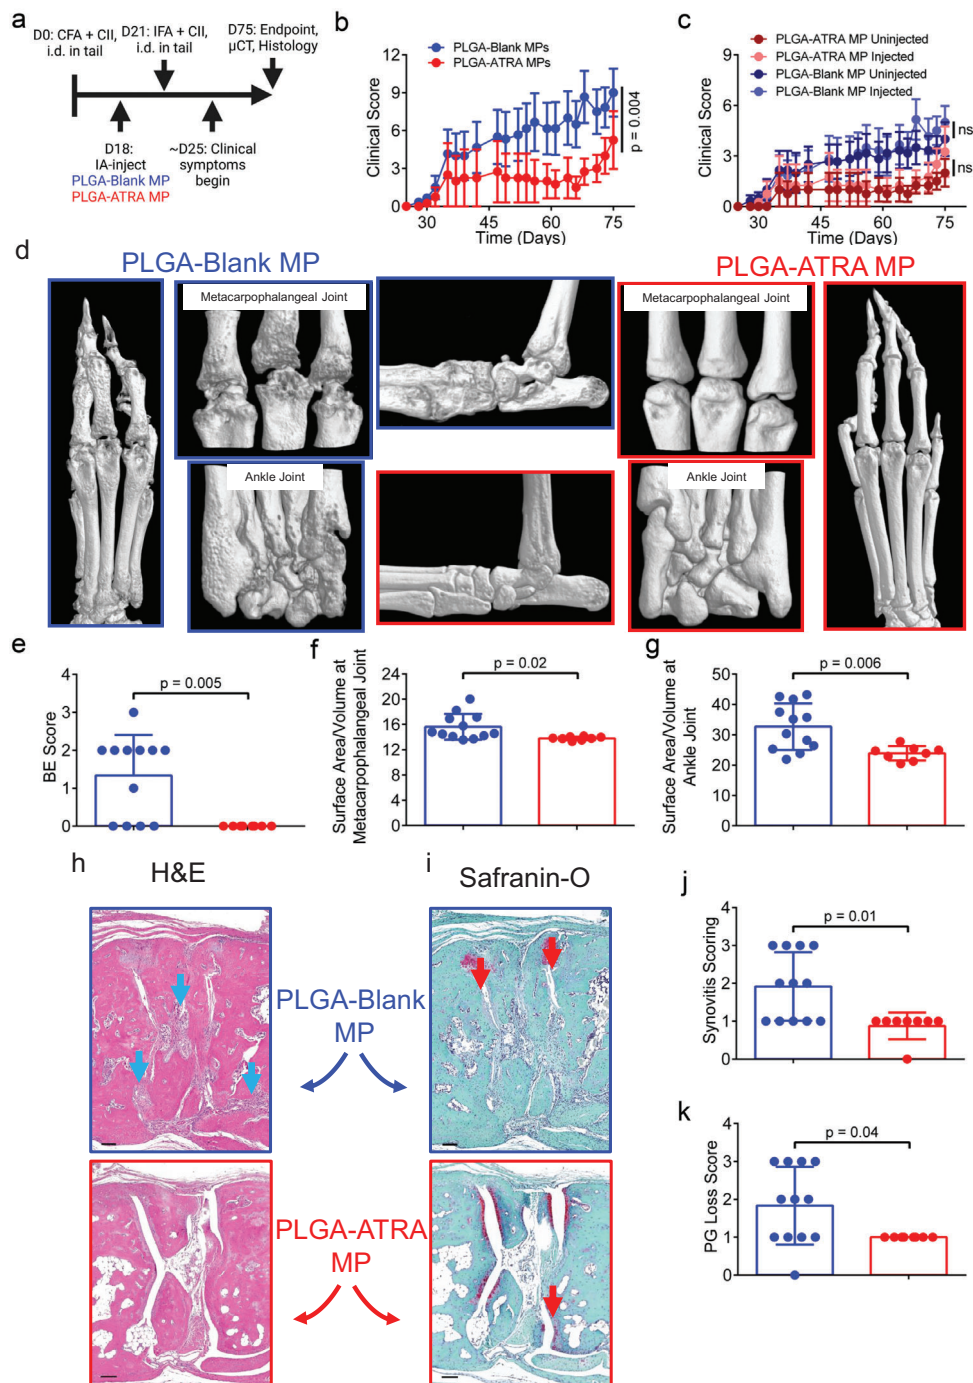 a
D0: CFA + CII,
i.d. in tail
D21: IFA + CII,
i.d. in tail
D75: Endpoint,
µCT, Histology
D18:
IA-inject
PLGA-Blank MP
PLGA-ATRA MP
~D25: Clinical
symptoms
begin
b
PLGA-Blank MPs
PLGA-ATRA MPs
Clinical Score
12
9
6
3
0
30
45
60
75
Time (Days)
p = 0.004
c
PLGA-ATRA MP Uninjected
PLGA-ATRA MP Injected
PLGA-Blank MP Uninjected
PLGA-Blank MP Injected
Clinical Score
9
6
3
0
30
45
60
75
Time (Days)
ns
ns
d
PLGA-Blank MP
PLGA-ATRA MP
Metacarpophalangeal Joint
Metacarpophalangeal Joint
Ankle Joint
Ankle Joint
e
BE Score
4
3
2
1
0
p = 0.005
f
Surface Area/Volume at
Metacarpophalangeal Joint
24
20
16
12
8
4
0
p = 0.02
g
Surface Area/Volume at
Ankle Joint
50
40
30
20
10
0
p = 0.006
h
H&E
i
Safranin-O
PLGA-Blank
MP
PLGA-ATRA
MP
j
Synovitis Scoring
4
3
2
1
0
p = 0.01
k
PG Loss Score
4
3
2
1
0
p = 0.04